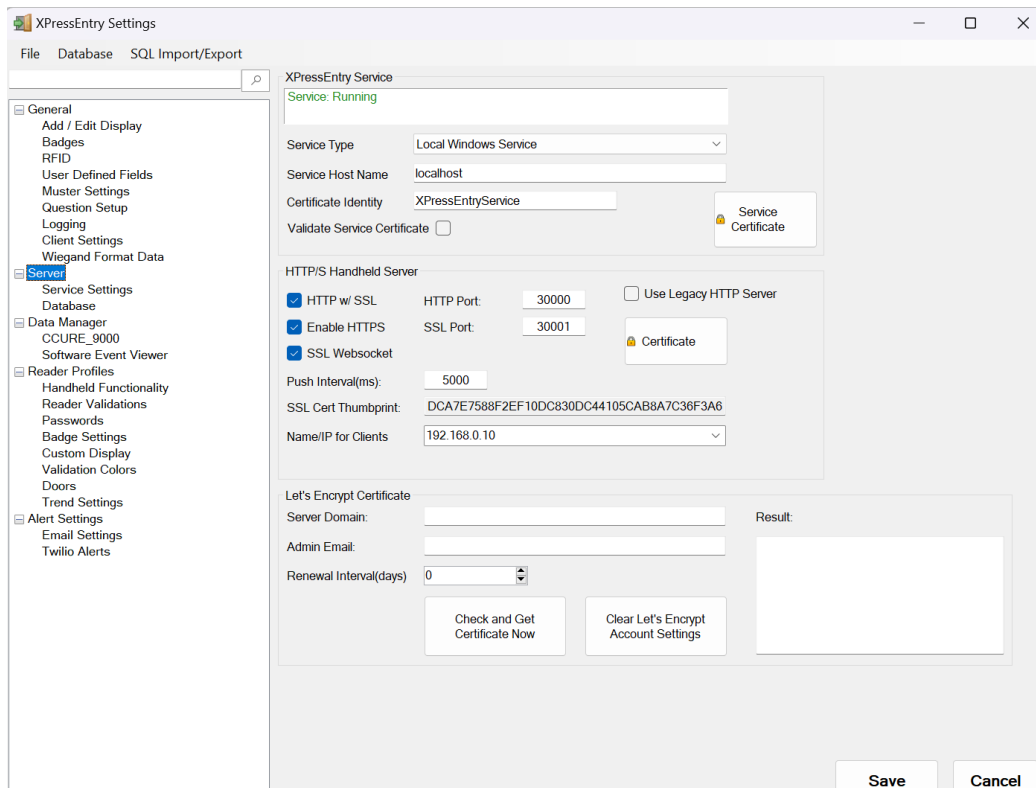 XPressEntry Settings
File Database SQL Import/Export
General
Add / Edit Display
Badges
RFID
User Defined Fields
Muster Settings
Question Setup
Logging
Client Settings
Wiegand Format Data
Server
Service Settings
Database
Data Manager
CCURE_9000
Software Event Viewer
Reader Profiles
Handheld Functionality
Reader Validations
Passwords
Badge Settings
Custom Display
Validation Colors
Doors
Trend Settings
Alert Settings
Email Settings
Twilio Alerts
XPressEntry Service
Service: Running
Service Type Local Windows Service
Service Host Name localhost
Certificate Identity XPressEntryService
Validate Service Certificate
Service
Certificate
HTTP/S Handheld Server
HTTP w/ SSL HTTP Port: 30000 Use Legacy HTTP Server
Enable HTTPS SSL Port: 30001
Certificate
SSL Websocket
Push Interval(ms): 5000
SSL Cert Thumbprint: DCA7E7588F2EF10DC830DC44105CAB8A7C36F3A6
Name/IP for Clients 192.168.0.10
Let's Encrypt Certificate
Server Domain: Result:
Admin Email:
Renewal Interval(days) 0
Check and Get
Certificate Now
Clear Let's Encrypt
Account Settings
Save Cancel